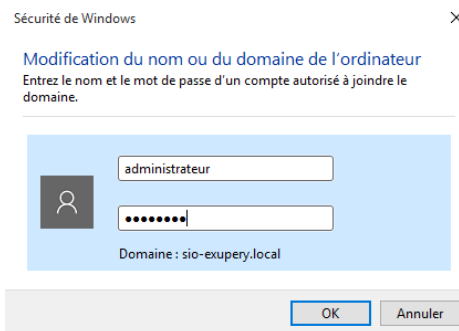 Sécurité de Windows
Modification du nom ou du domaine de l'ordinateur
Entrez le nom et le mot de passe d'un compte autorisé à joindre le
domaine.
administrateur
••••••••
Domaine : sio-exupery.local
OK Annuler